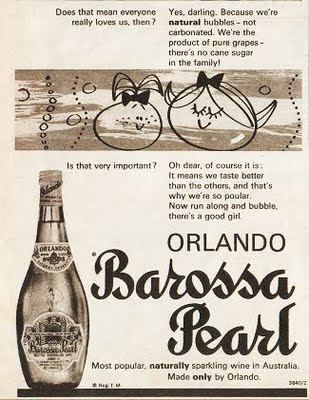 Does that mean everyone
really loves us, then?
Yes, darling. Because we're
natural bubbles - not
carbonated. We're the
product of pure grapes -
there's no cane sugar
in the family!
Is that very important?
Oh dear, of course it is:
It means we taste better
than the others, and that's
why we're so poular.
Now run along and bubble,
there's a good girl.
ORLANDO
Barossa
Pearl
Most popular, naturally sparkling wine in Australia.
Made only by Orlando.
* Reg. T.M.
3840/2
ORLANDO
Barossa Pearl